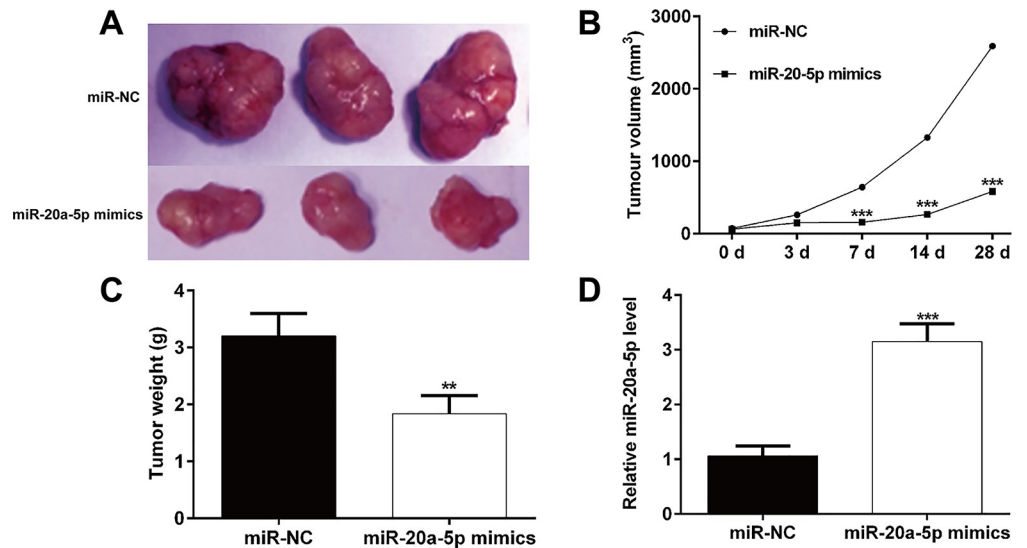 A
miR-NC
miR-20a-5p mimics
B
Tumour volume (mm3)
3000
2000
1000
0
miR-NC
miR-20-5p mimics
***
***
***
0 d 3 d 7 d 14 d 28 d
C
Tumor weight (g)
4
3
2
1
0
**
miR-NC miR-20a-5p mimics
D
Relative miR-20a-5p level
4
3
2
1
0
***
miR-NC miR-20a-5p mimics